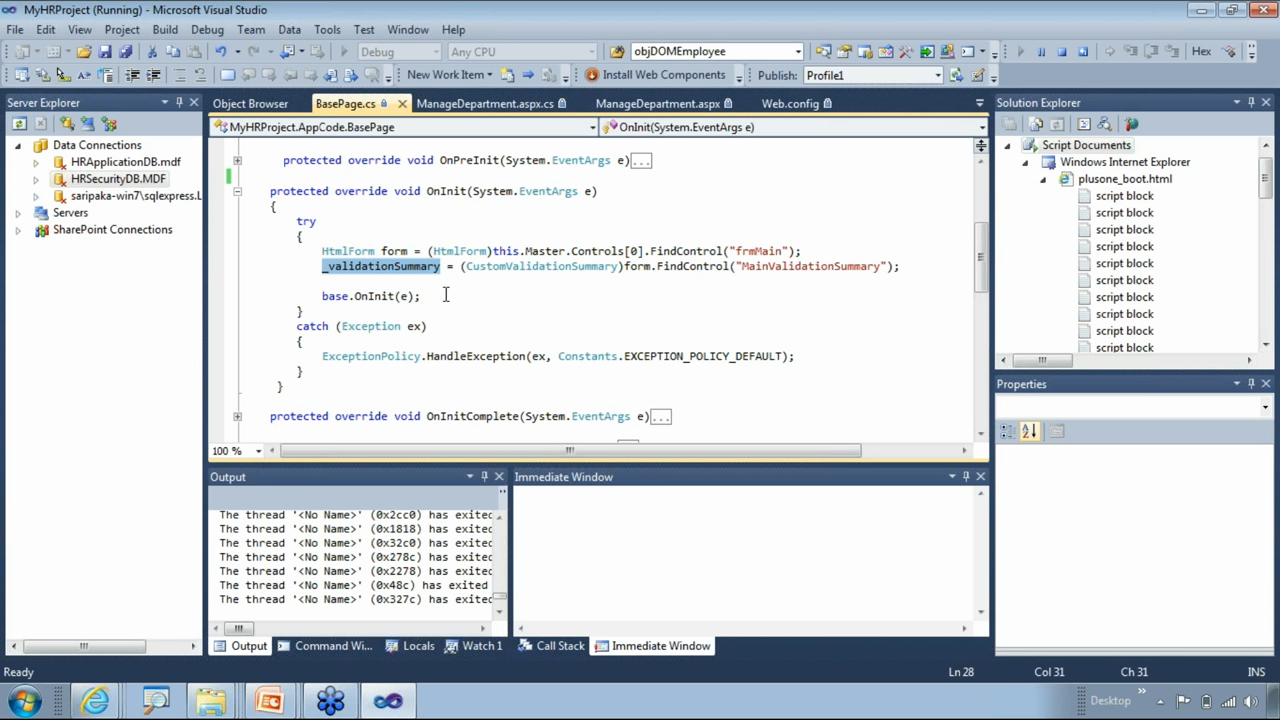 MyHRProject (Running) - Microsoft Visual Studio
File Edit View Project Build Debug Team Data Tools Test Window Help
Debug Any CPU objDOMEmployee Hex
New Work Item Install Web Components Publish: Profile1
Server Explorer
Data Connections
HRApplicationDB.mdf
HRSecurityDB.MDF
saripaka-win7\sqlexpress.
Servers
SharePoint Connections
Object Browser BasePage.cs ManageDepartment.aspx.cs ManageDepartment.aspx Web.config
MyHRProject.AppCode.BasePage OnInit(System.EventArgs e)
protected override void OnPreInit(System.EventArgs e)...
protected override void OnInit(System.EventArgs e)
{
try
{
HtmlForm form = (HtmlForm)this.Master.Controls[0].FindControl("frmMain");
_validationSummary = (CustomValidationSummary)form.FindControl("MainValidationSummary");
base.OnInit(e);
}
catch (Exception ex)
{
ExceptionPolicy.HandleException(ex, Constants.EXCEPTION_POLICY_DEFAULT);
}
}
protected override void OnInitComplete(System.EventArgs e)...
100 %
Output
The thread '<No Name>' (0x2cc0) has exited
The thread '<No Name>' (0x1818) has exited
The thread '<No Name>' (0x32c0) has exited
The thread '<No Name>' (0x278c) has exited
The thread '<No Name>' (0x2278) has exited
The thread '<No Name>' (0x48c) has exited
The thread '<No Name>' (0x327c) has exited
Immediate Window
Output Command Wi... Locals Watch 1 Call Stack Immediate Window
Solution Explorer
Script Documents
Windows Internet Explorer
plusone_boot.html
script block
script block
script block
script block
script block
script block
script block
script block
script block
script block
Properties
Ready Ln 28 Col 31 Ch 31 INS
Desktop